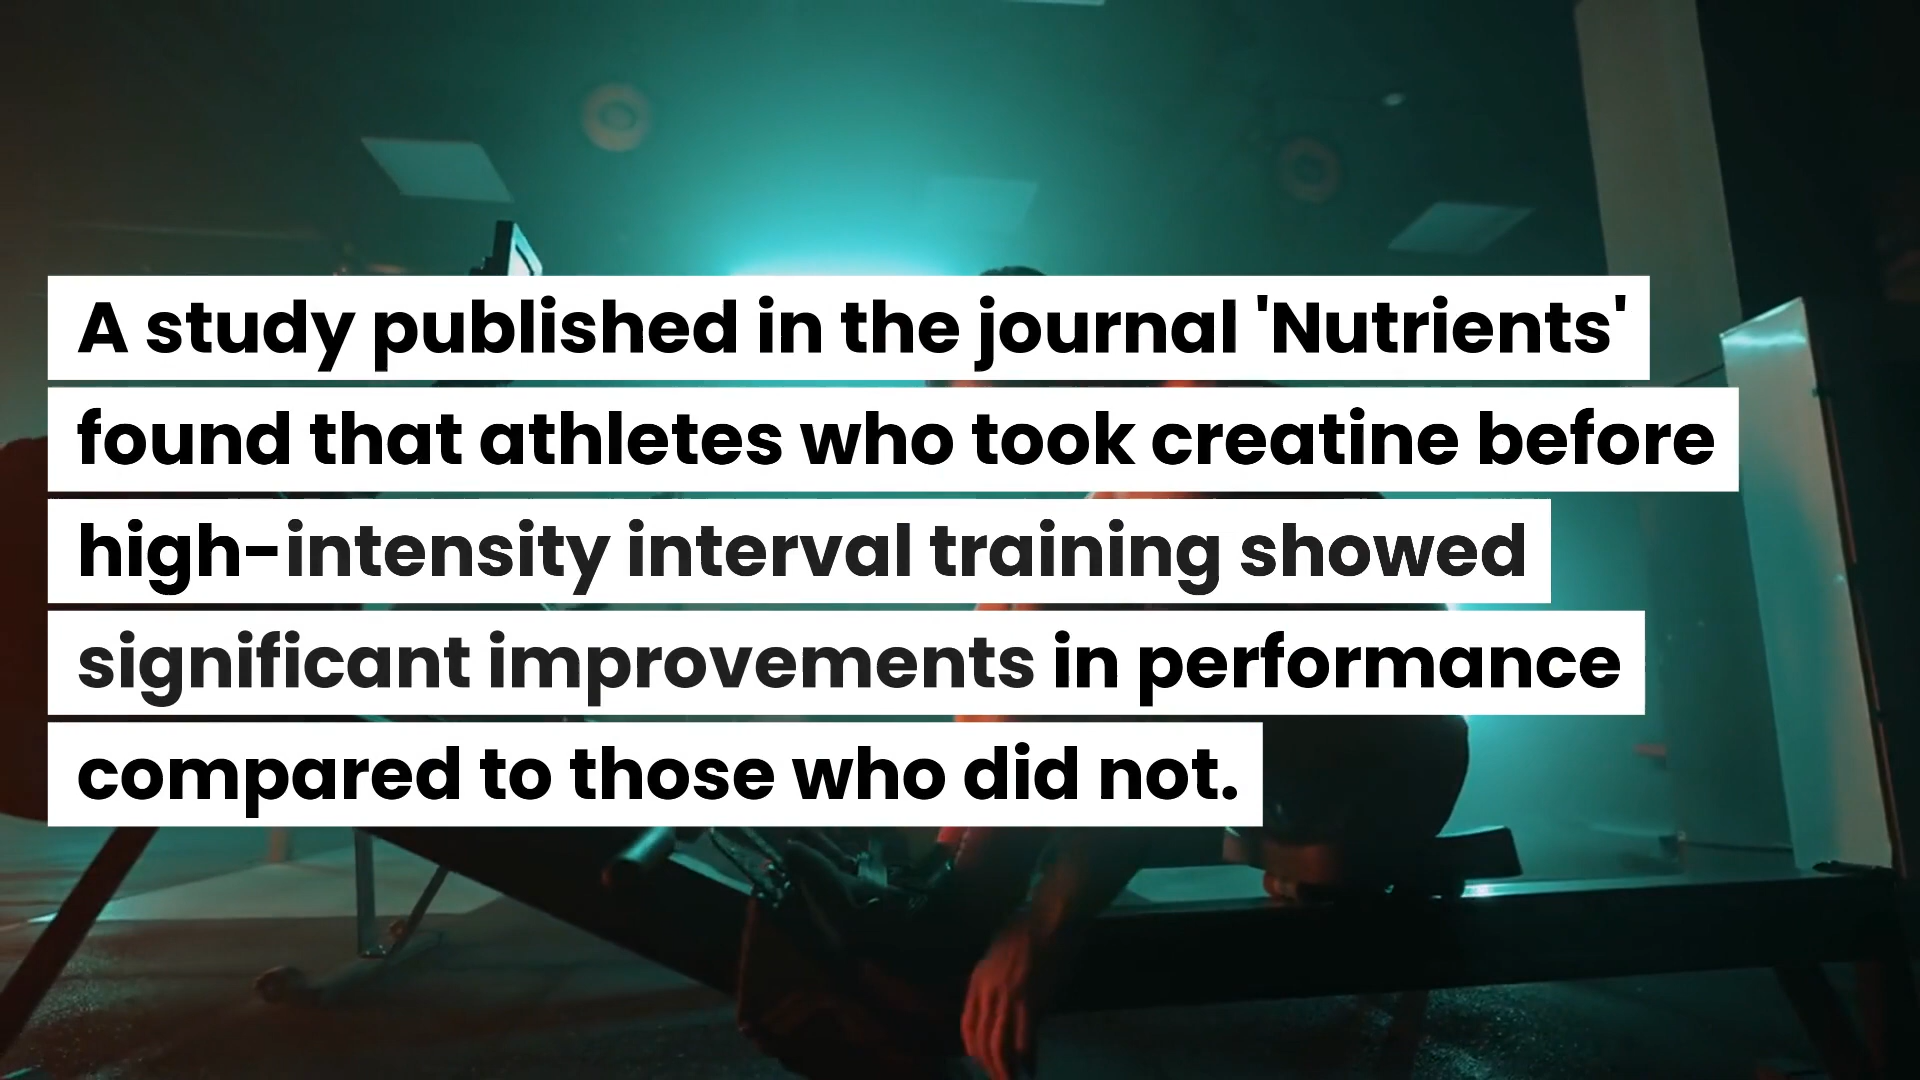 A study published in the journal 'Nutrients'
found that athletes who took creatine before
high-intensity interval training showed
significant improvements in performance
compared to those who did not.